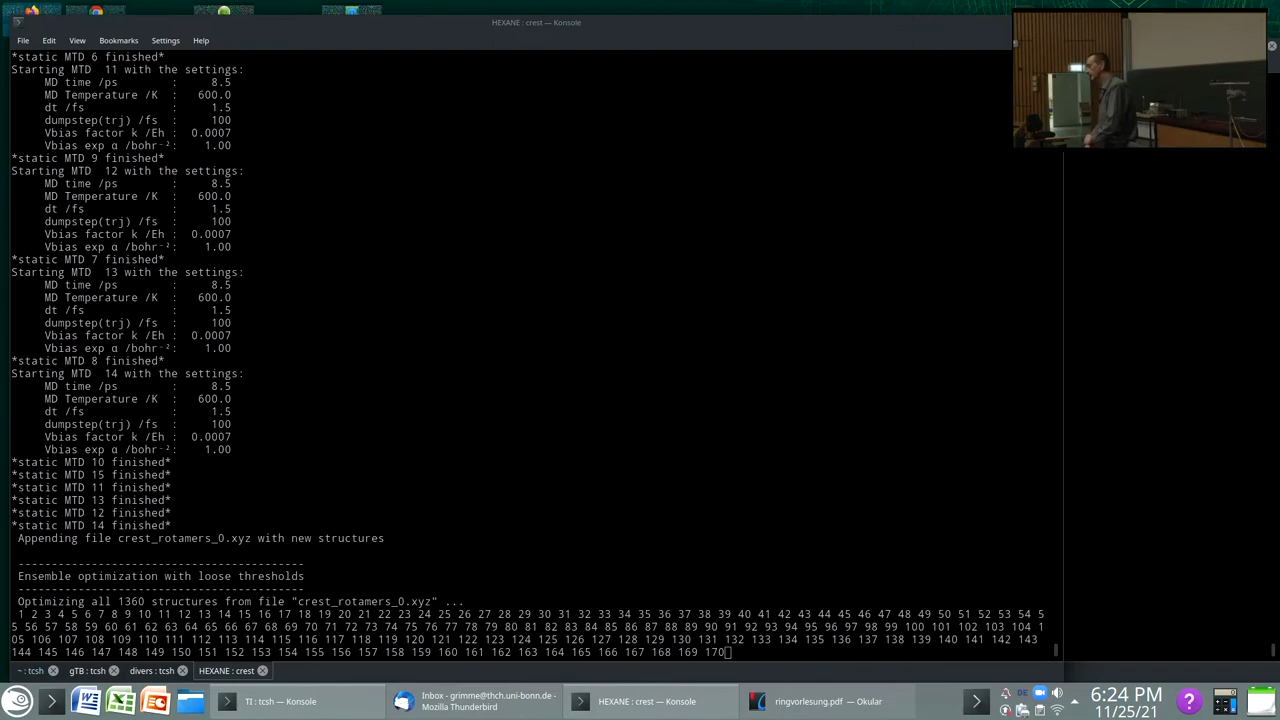 HEXANE : crest — Konsole
File Edit View Bookmarks Settings Help
*static MTD 6 finished*
Starting MTD 11 with the settings:
MD time /ps : 8.5
MD Temperature /K : 600.0
dt /fs : 1.5
dumpstep(trj) /fs : 100
Vbias factor k /Eh : 0.0007
Vbias exp α /bohr⁻²: 1.00
*static MTD 9 finished*
Starting MTD 12 with the settings:
MD time /ps : 8.5
MD Temperature /K : 600.0
dt /fs : 1.5
dumpstep(trj) /fs : 100
Vbias factor k /Eh : 0.0007
Vbias exp α /bohr⁻²: 1.00
*static MTD 7 finished*
Starting MTD 13 with the settings:
MD time /ps : 8.5
MD Temperature /K : 600.0
dt /fs : 1.5
dumpstep(trj) /fs : 100
Vbias factor k /Eh : 0.0007
Vbias exp α /bohr⁻²: 1.00
*static MTD 8 finished*
Starting MTD 14 with the settings:
MD time /ps : 8.5
MD Temperature /K : 600.0
dt /fs : 1.5
dumpstep(trj) /fs : 100
Vbias factor k /Eh : 0.0007
Vbias exp α /bohr⁻²: 1.00
*static MTD 10 finished*
*static MTD 15 finished*
*static MTD 11 finished*
*static MTD 13 finished*
*static MTD 12 finished*
*static MTD 14 finished*
Appending file crest_rotamers_0.xyz with new structures
-------------------------------------------
Ensemble optimization with loose thresholds
-------------------------------------------
Optimizing all 1360 structures from file "crest_rotamers_0.xyz" ...
1 2 3 4 5 6 7 8 9 10 11 12 13 14 15 16 17 18 19 20 21 22 23 24 25 26 27 28 29 30 31 32 33 34 35 36 37 38 39 40 41 42 43 44 45 46 47 48 49 50 51 52 53 54 5
5 56 57 58 59 60 61 62 63 64 65 66 67 68 69 70 71 72 73 74 75 76 77 78 79 80 81 82 83 84 85 86 87 88 89 90 91 92 93 94 95 96 97 98 99 100 101 102 103 104 1
05 106 107 108 109 110 111 112 113 114 115 116 117 118 119 120 121 122 123 124 125 126 127 128 129 130 131 132 133 134 135 136 137 138 139 140 141 142 143
144 145 146 147 148 149 150 151 152 153 154 155 156 157 158 159 160 161 162 163 164 165 166 167 168 169 170
~ : tcsh gTB : tcsh divers : tcsh HEXANE : crest
TI : tcsh — Konsole
Inbox - grimme@thch.uni-bonn.de -
Mozilla Thunderbird
HEXANE : crest — Konsole
ringvorlesung.pdf — Okular
DE
6:24 PM
11/25/21